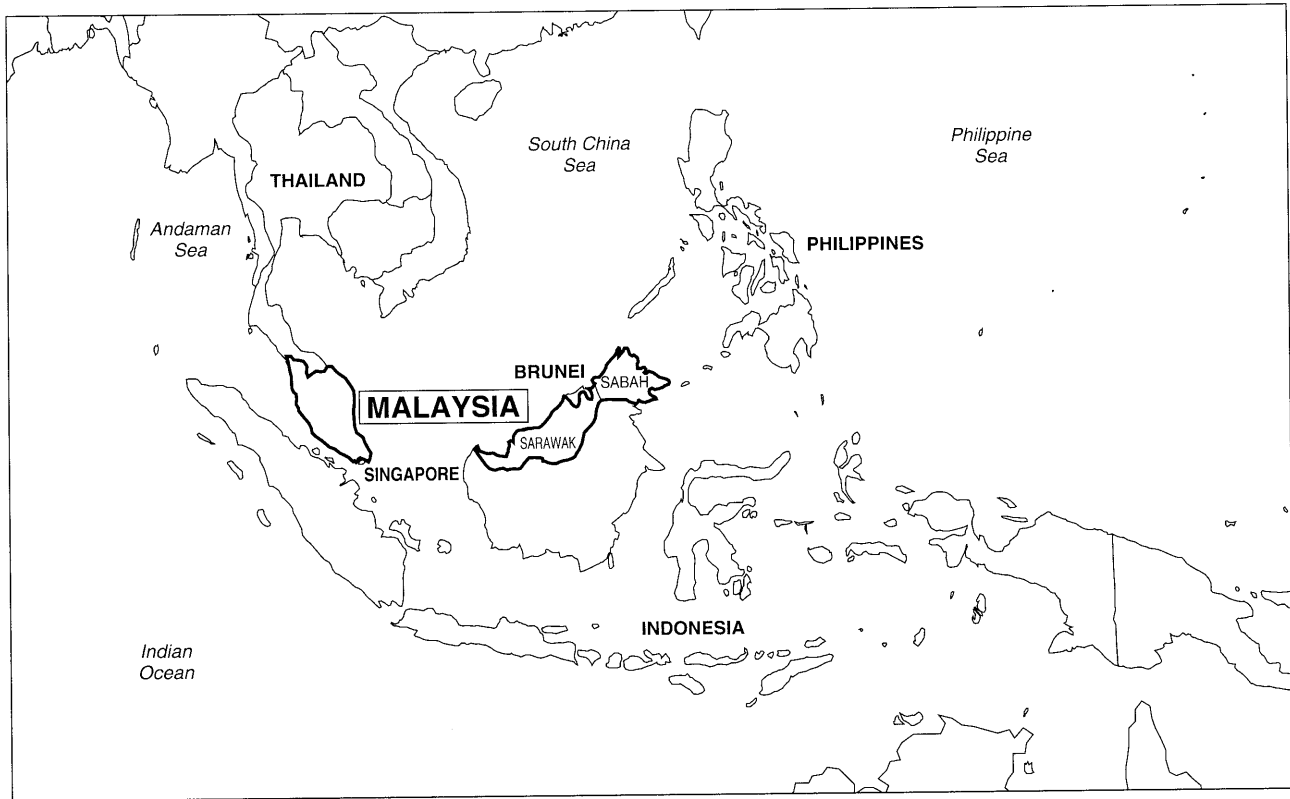 South China
Sea
Philippine
Sea
THAILAND
Andaman
Sea
PHILIPPINES
BRUNEI
SABAH
MALAYSIA
SARAWAK
SINGAPORE
INDONESIA
Indian
Ocean